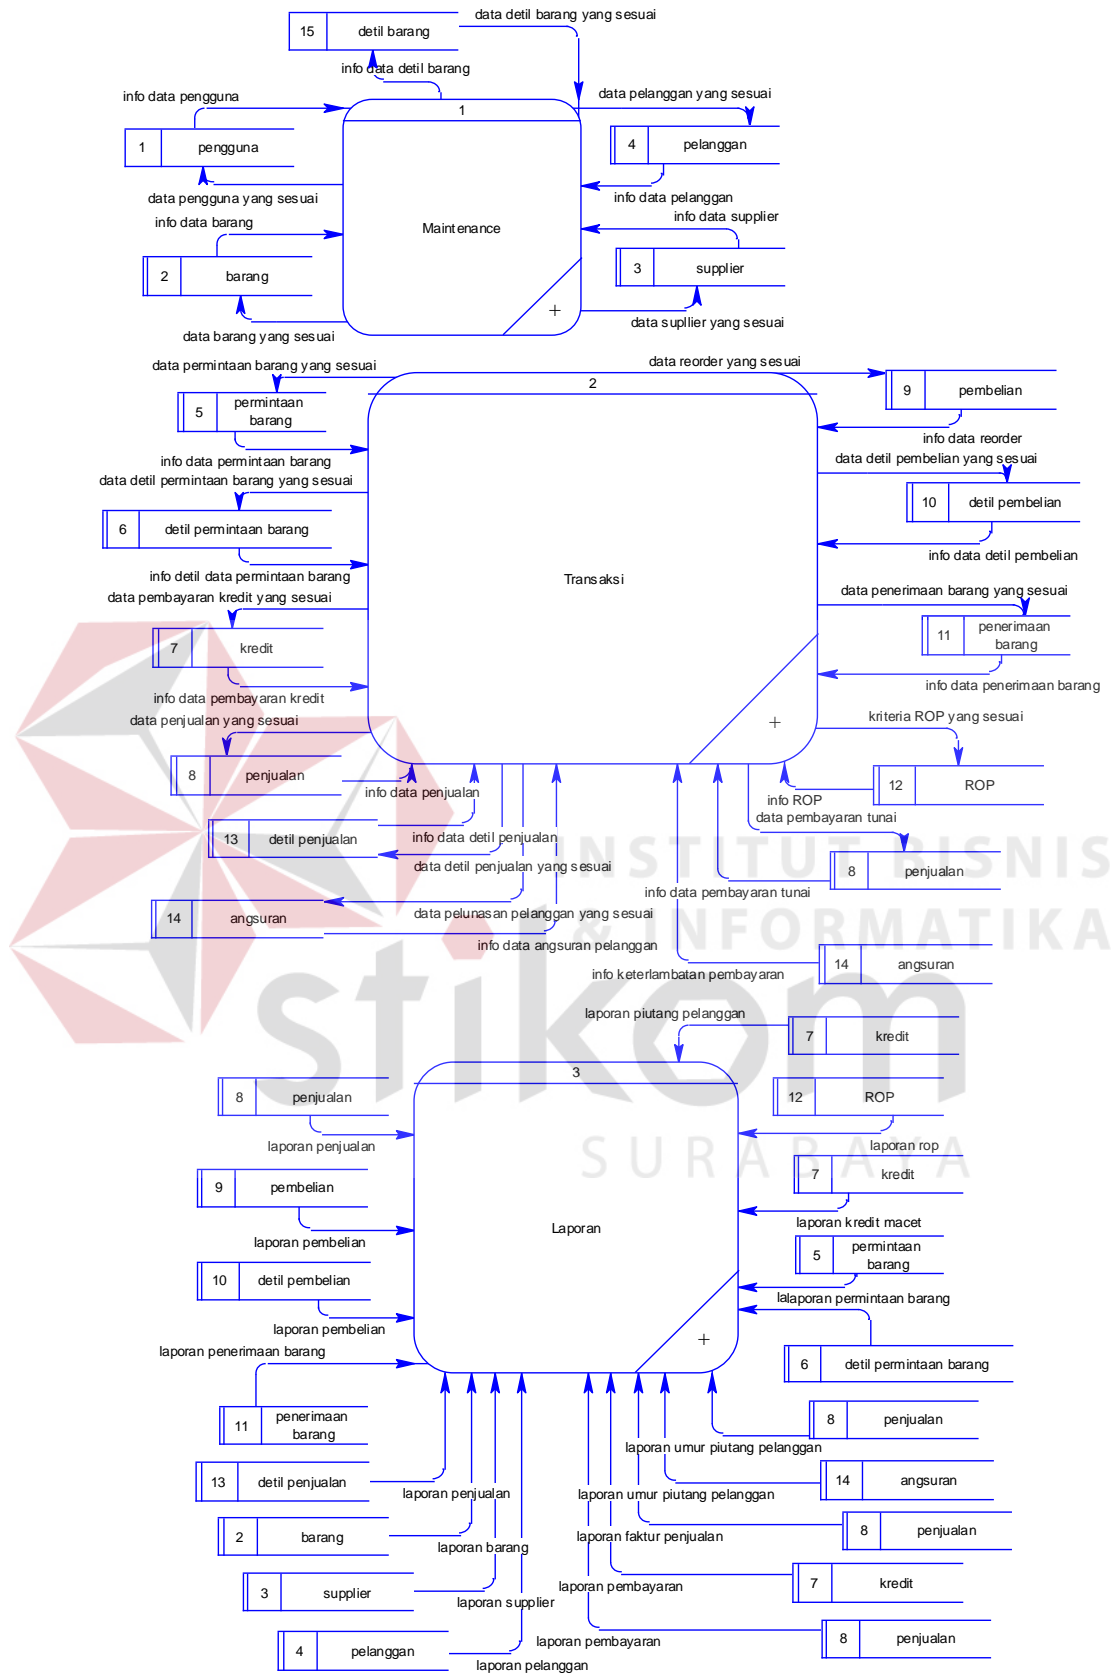 data detil barang yang sesuai
15 detil barang
info data detil barang
info data pengguna
data pelanggan yang sesuai
1
1 pengguna
4 pelanggan
data pengguna yang sesuai
info data pelanggan
info data barang
info data supplier
Maintenance
2 barang
3 supplier
+
data barang yang sesuai
data supllier yang sesuai
data permintaan barang yang sesuai
data reorder yang sesuai
2
5 permintaan
barang
9 pembelian
info data reorder
info data permintaan barang
data detil pembelian yang sesuai
data detil permintaan barang yang sesuai
10 detil pembelian
6 detil permintaan barang
info data detil pembelian
info detil data permintaan barang
Transaksi
data pembayaran kredit yang sesuai
data penerimaan barang yang sesuai
7 kredit
11 penerimaan
barang
info data pembayaran kredit
info data penerimaan barang
data penjualan yang sesuai
kriteria ROP yang sesuai
+
8 penjualan
12 ROP
info data penjualan
info ROP
data pembayaran tunai
13 detil penjualan
info data detil penjualan
data detil penjualan yang sesuai
8 penjualan
info data pembayaran tunai
14 angsuran
data pelunasan pelanggan yang sesuai
info data angsuran pelanggan
14 angsuran
info keterlambatan pembayaran
INSTITUT BISNIS
& INFORMATIKA
stikom
SURABAYA
laporan piutang pelanggan
7 kredit
3
8 penjualan
12 ROP
laporan penjualan
laporan rop
9 pembelian
7 kredit
laporan pembelian
laporan kredit macet
Laporan
5 permintaan
barang
10 detil pembelian
lalaporan permintaan barang
laporan pembelian
+
laporan penerimaan barang
6 detil permintaan barang
11 penerimaan
barang
8 penjualan
laporan umur piutang pelanggan
13 detil penjualan
14 angsuran
laporan penjualan
laporan umur piutang pelanggan
2 barang
8 penjualan
laporan faktur penjualan
laporan barang
3 supplier
7 kredit
laporan pembayaran
laporan supplier
8 penjualan
laporan pembayaran
4 pelanggan
laporan pelanggan